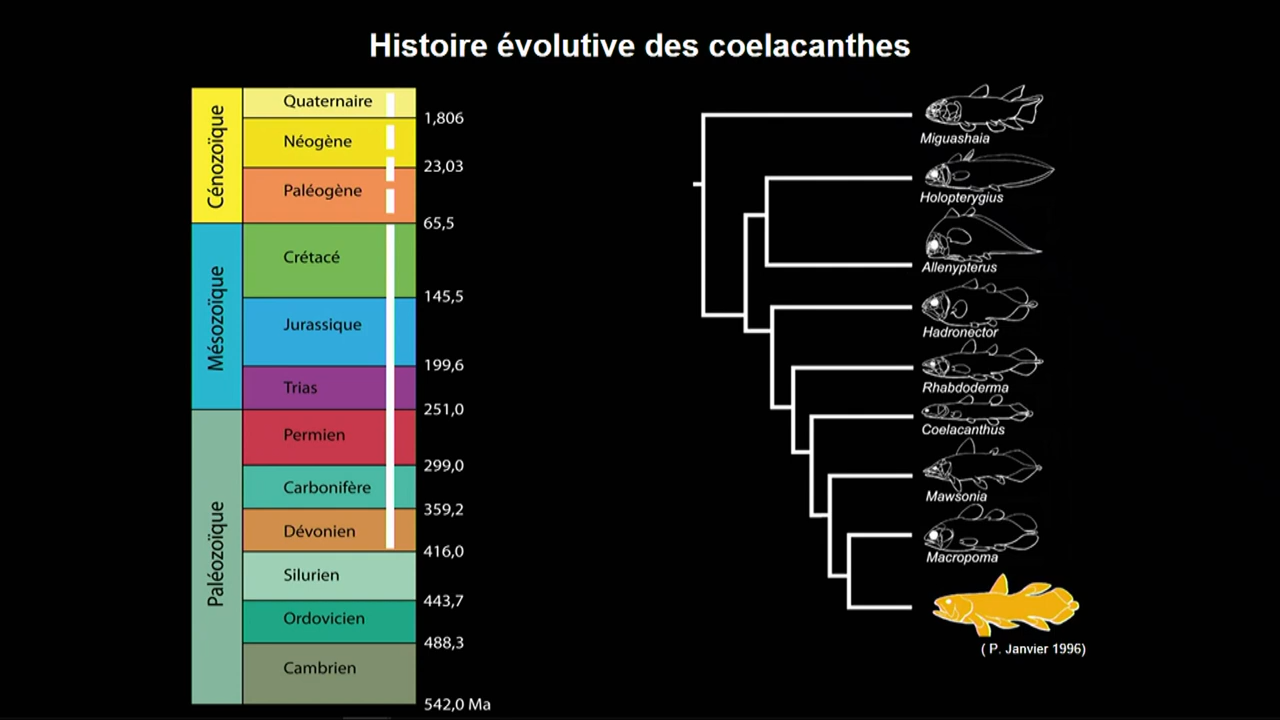 Histoire évolutive des coelacanthes
Cénozoïque
Quaternaire
1,806
Néogène
23,03
Paléogène
65,5
Mésozoïque
Crétacé
145,5
Jurassique
199,6
Trias
251,0
Paléozoïque
Permien
299,0
Carbonifère
359,2
Dévonien
416,0
Silurien
443,7
Ordovicien
488,3
Cambrien
542,0 Ma
Miguashaia
Holopterygius
Allenypterus
Hadronector
Rhabdoderma
Coelacanthus
Mawsonia
Macropoma
( P. Janvier 1996)